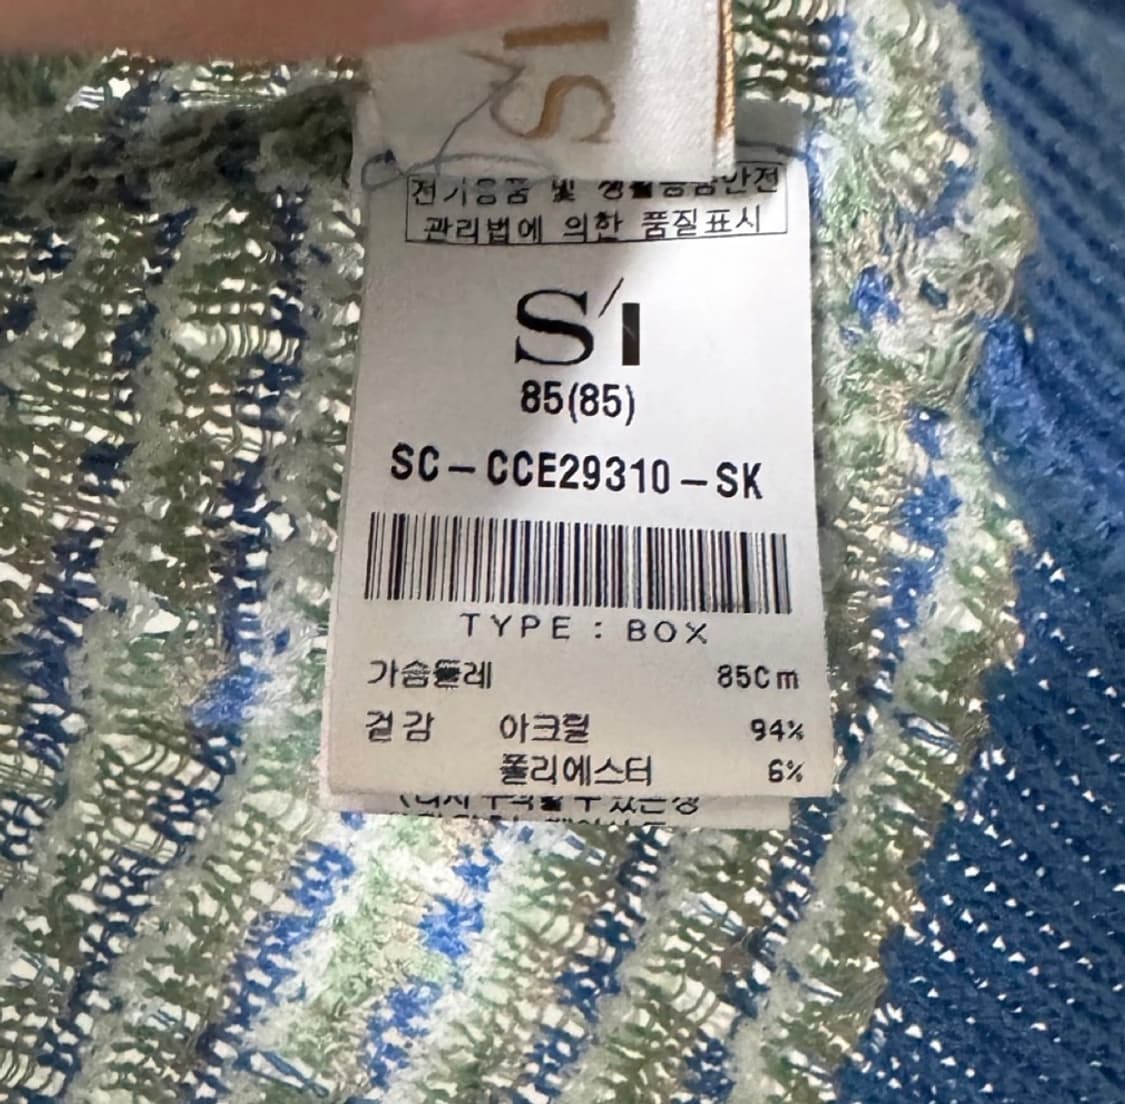 S/I
전기용품 및 생활용품안전
관리법에 의한 품질표시
S/I
85(85)
SC-CCE29310-SK
TYPE : BOX
가슴둘레 85Cm
겉감 아크릴 94%
폴리에스터 6%